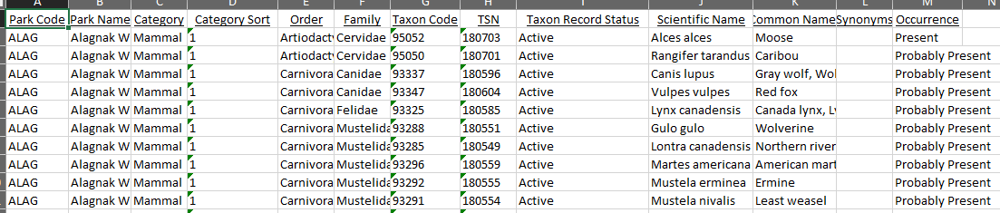 A B C D E F G H I J K L M N
Park Code Park Name Category Category Sort Order Family Taxon Code TSN Taxon Record Status Scientific Name Common Name Synonyms Occurrence
ALAG Alagnak W Mammal 1 Artiodact Cervidae 95052 180703 Active Alces alces Moose Present
ALAG Alagnak W Mammal 1 Artiodact Cervidae 95050 180701 Active Rangifer tarandus Caribou Probably Present
ALAG Alagnak W Mammal 1 Carnivora Canidae 93337 180596 Active Canis lupus Gray wolf, Wol Probably Present
ALAG Alagnak W Mammal 1 Carnivora Canidae 93347 180604 Active Vulpes vulpes Red fox Probably Present
ALAG Alagnak W Mammal 1 Carnivora Felidae 93325 180585 Active Lynx canadensis Canada lynx, Ly Probably Present
ALAG Alagnak W Mammal 1 Carnivora Mustelida 93288 180551 Active Gulo gulo Wolverine Probably Present
ALAG Alagnak W Mammal 1 Carnivora Mustelida 93285 180549 Active Lontra canadensis Northern river Probably Present
ALAG Alagnak W Mammal 1 Carnivora Mustelida 93296 180559 Active Martes americana American mart Probably Present
ALAG Alagnak W Mammal 1 Carnivora Mustelida 93292 180555 Active Mustela erminea Ermine Probably Present
ALAG Alagnak W Mammal 1 Carnivora Mustelida 93291 180554 Active Mustela nivalis Least weasel Probably Present